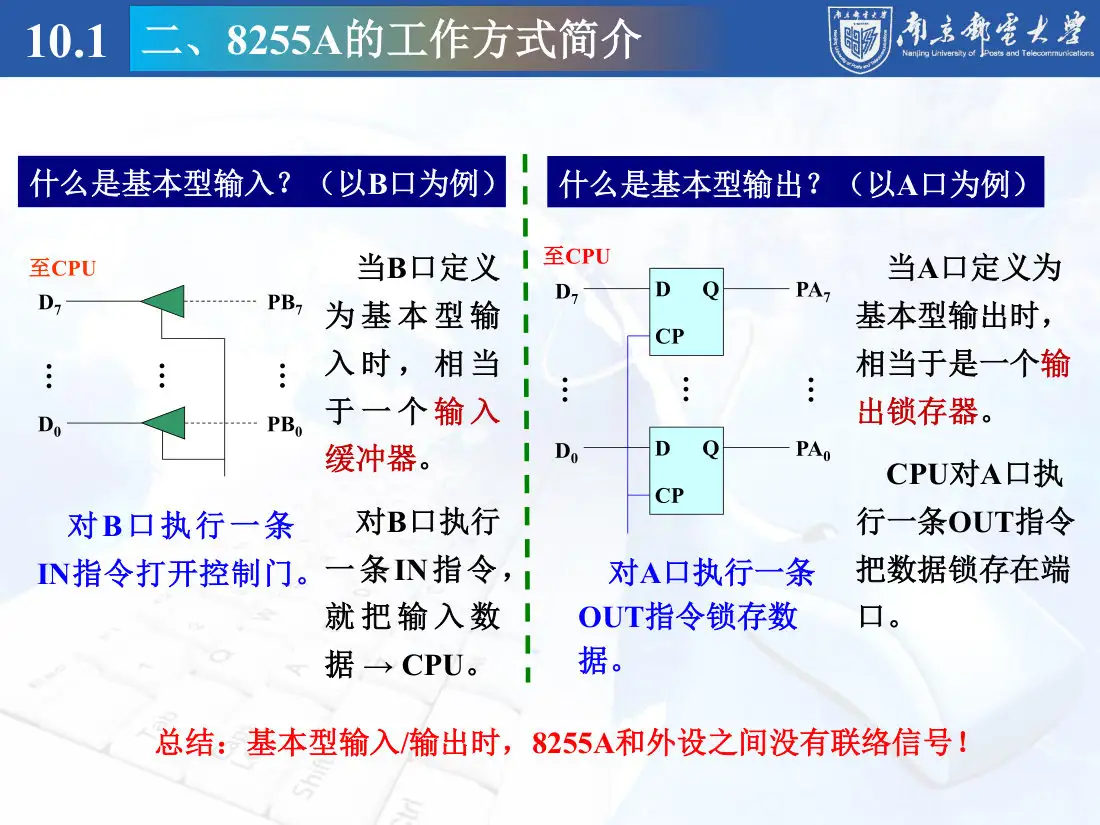 10.1
二、8255A的工作方式简介
南京邮电大学
Nanjing University of Posts and Telecommunications
什么是基本型输入？（以B口为例）
至CPU
D7
PB7
⋮
⋮
⋮
D0
PB0
对B口执行一条
IN指令打开控制门。
当B口定义
为基本型输
入时，相当
于一个输入
缓冲器。
对B口执行
一条IN指令，
就把输入数
据 → CPU。
什么是基本型输出？（以A口为例）
至CPU
D7
D Q
PA7
CP
⋮
⋮
⋮
D0
D Q
PA0
CP
对A口执行一条
OUT指令锁存数
据。
当A口定义为
基本型输出时，
相当于是一个输
出锁存器。
CPU对A口执
行一条OUT指令
把数据锁存在端
口。
总结：基本型输入/输出时，8255A和外设之间没有联络信号！